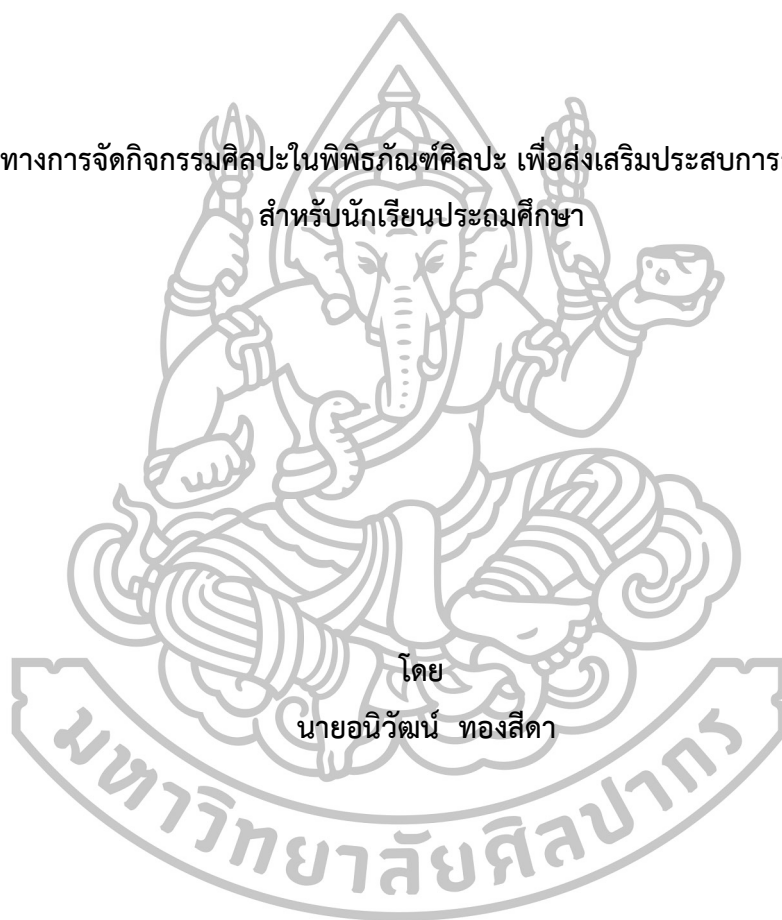 ทางการจัดกิจกรรมศิลปะในพิพิธภัณฑ์ศิลปะ เพื่อส่งเสริมประสบการ
สำหรับนักเรียนประถมศึกษา
โดย
นายอนิวัฒน์ ทองสีดา
มหาวิทยาลัยศิลปากร